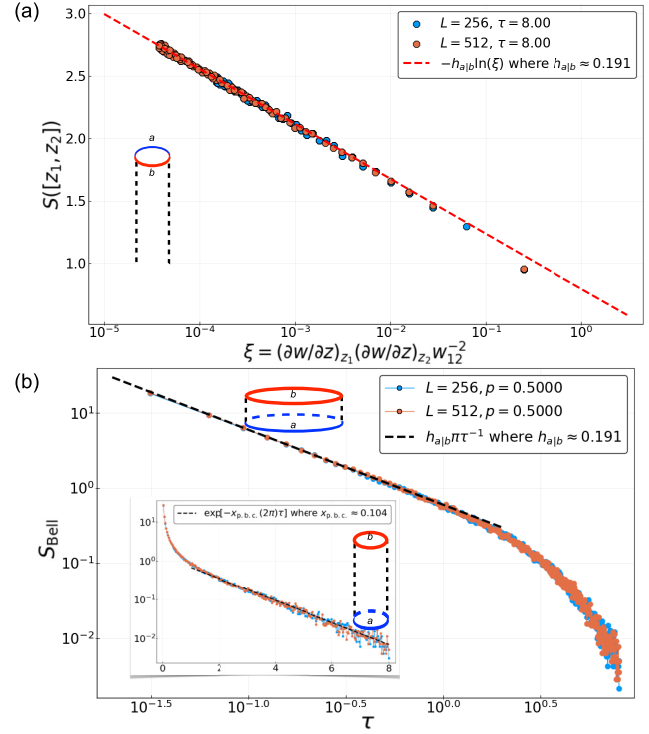 (a)
3.0
2.5
2.0
1.5
1.0
S([z₁, z₂])
L = 256, τ = 8.00
L = 512, τ = 8.00
−hₐ|b ln(ξ) where hₐ|b ≈ 0.191
a
b
10⁻⁵ 10⁻⁴ 10⁻³ 10⁻² 10⁻¹ 10⁰
ξ = (∂w/∂z)_{z₁}(∂w/∂z)_{z₂}w₁₂⁻²
(b)
10¹
10⁰
10⁻¹
10⁻²
S_Bell
b
a
L = 256, p = 0.5000
L = 512, p = 0.5000
hₐ|b πτ⁻¹ where hₐ|b ≈ 0.191
exp[−x_{p.b.c.}(2π)τ] where x_{p.b.c.} ≈ 0.104
10¹
10⁰
10⁻¹
10⁻²
b
a
0 2 4 6 8
10⁻¹·⁵ 10⁻¹·⁰ 10⁻⁰·⁵ 10⁰·⁰ 10⁰·⁵
τ